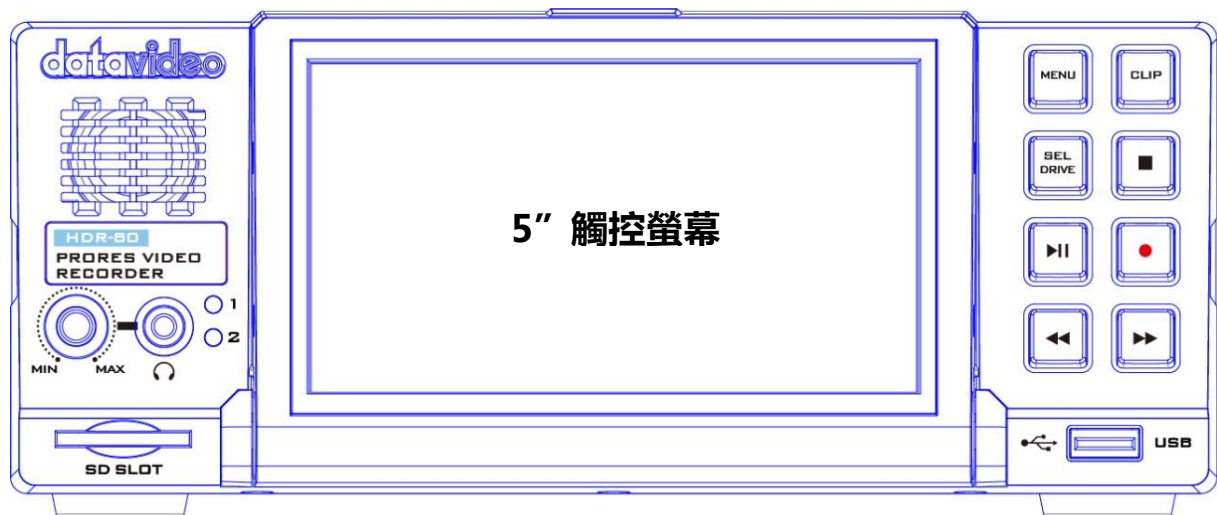 datavideo
HDR-80
PRORES VIDEO
RECORDER
1
2
MIN MAX
SD SLOT
5”觸控螢幕
MENU CLIP
SEL
DRIVE
USB